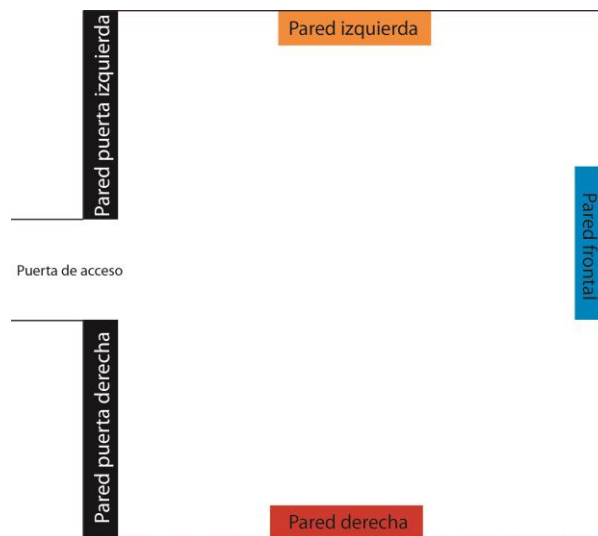 Pared izquierda
Pared puerta izquierda
Pared frontal
Puerta de acceso
Pared puerta derecha
Pared derecha